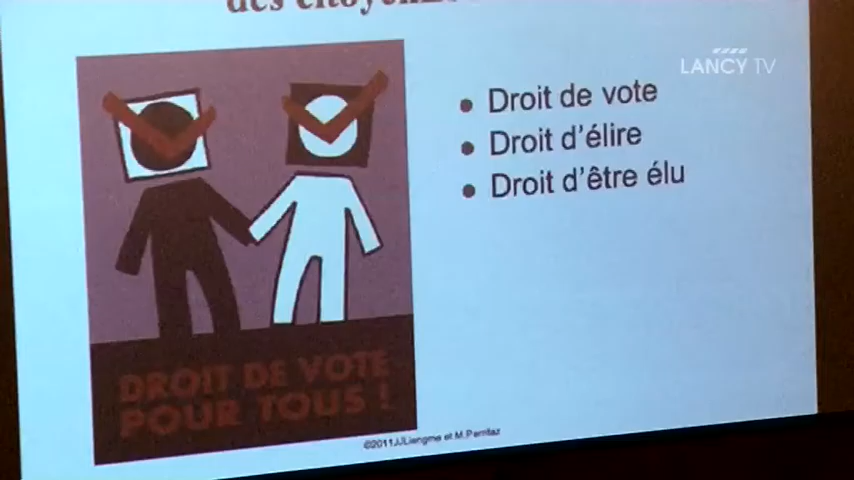 LANCY TV
Droit de vote
Droit d'élire
Droit d'être élu
DROIT DE VOTE
POUR TOUS !